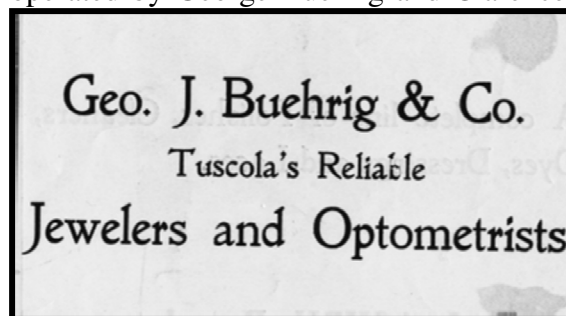 Geo. J. Buehrig & Co.
Tuscola's Reliable
Jewelers and Optometrists